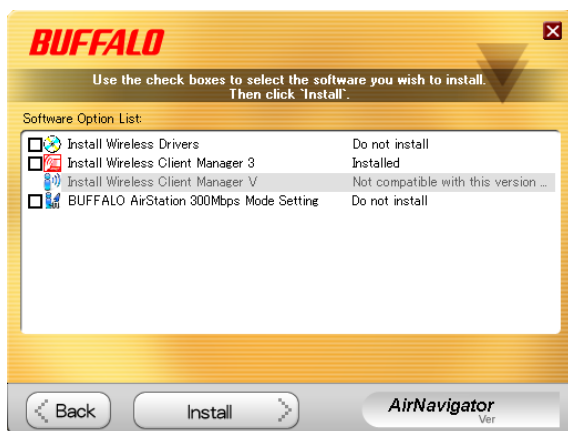 BUFFALO
Use the check boxes to select the software you wish to install.
Then click `Install`.
Software Option List:
Install Wireless Drivers Do not install
Install Wireless Client Manager 3 Installed
Install Wireless Client Manager V Not compatible with this version ...
BUFFALO AirStation 300Mbps Mode Setting Do not install
Back Install AirNavigator
Ver